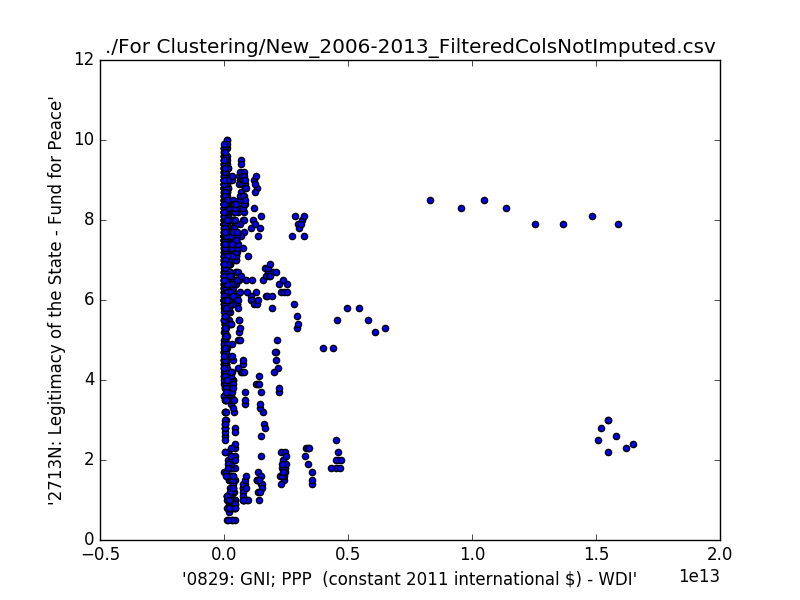 ./For Clustering/New_2006-2013_FilteredColsNotImputed.csv
12
10
8
6
4
2
0
'2713N: Legitimacy of the State - Fund for Peace'
−0.5 0.0 0.5 1.0 1.5 2.0
1e13
'0829: GNI; PPP  (constant 2011 international $) - WDI'